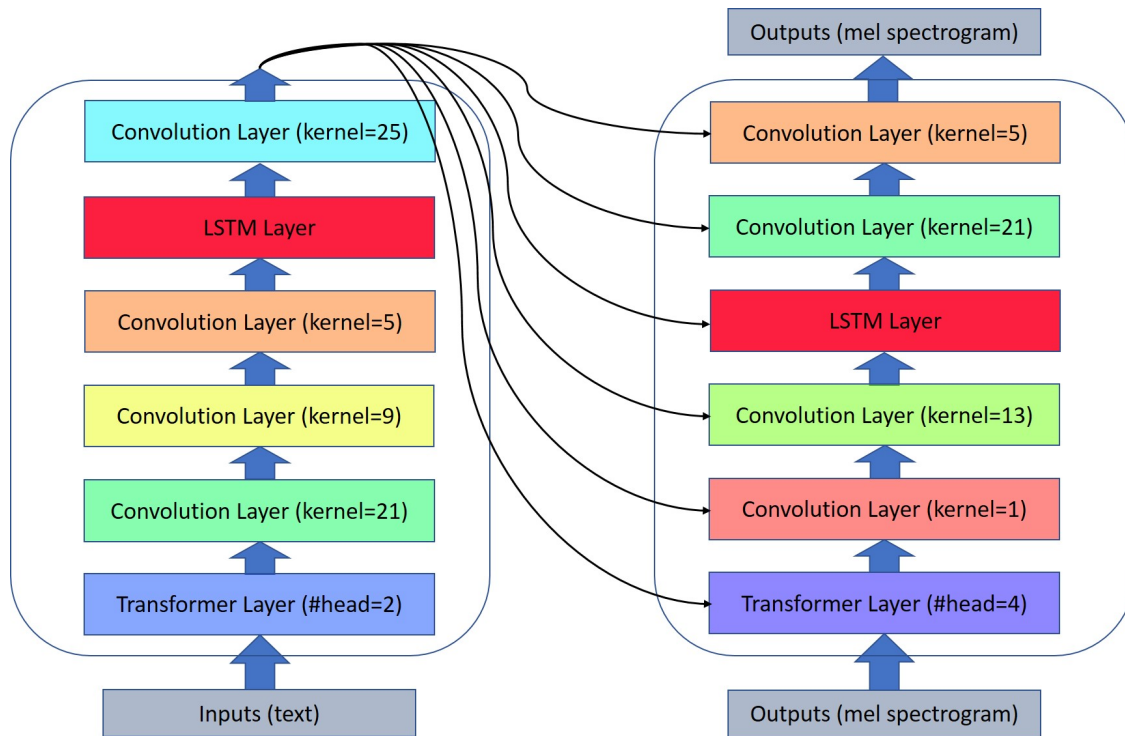 Convolution Layer (kernel=25)
LSTM Layer
Convolution Layer (kernel=5)
Convolution Layer (kernel=9)
Convolution Layer (kernel=21)
Transformer Layer (#head=2)
Inputs (text)
Outputs (mel spectrogram)
Convolution Layer (kernel=5)
Convolution Layer (kernel=21)
LSTM Layer
Convolution Layer (kernel=13)
Convolution Layer (kernel=1)
Transformer Layer (#head=4)
Outputs (mel spectrogram)